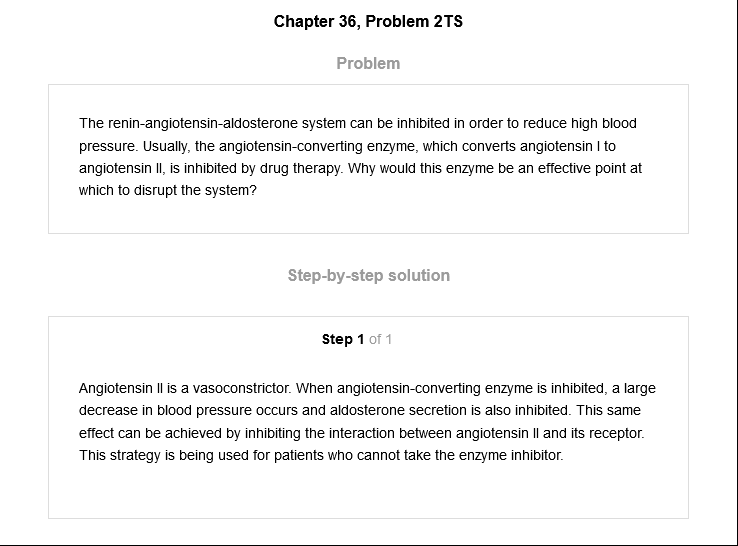 Chapter 36, Problem 2TS
Problem
The renin-angiotensin-aldosterone system can be inhibited in order to reduce high blood
pressure. Usually, the angiotensin-converting enzyme, which converts angiotensin I to
angiotensin II, is inhibited by drug therapy. Why would this enzyme be an effective point at
which to disrupt the system?
Step-by-step solution
Step 1 of 1
Angiotensin II is a vasoconstrictor. When angiotensin-converting enzyme is inhibited, a large
decrease in blood pressure occurs and aldosterone secretion is also inhibited. This same
effect can be achieved by inhibiting the interaction between angiotensin II and its receptor.
This strategy is being used for patients who cannot take the enzyme inhibitor.